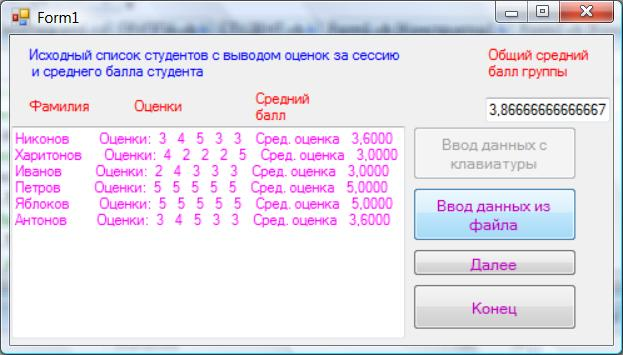 Form1
Исходный список студентов с выводом оценок за сессию
и среднего балла студента
Общий средний
балл группы
Фамилия Оценки Средний
балл
3,86666666666667
Никонов Оценки: 3 4 5 3 3 Сред. оценка 3,6000
Харитонов Оценки: 4 2 2 2 5 Сред. оценка 3,0000
Иванов Оценки: 2 4 3 3 3 Сред. оценка 3,0000
Петров Оценки: 5 5 5 5 5 Сред. оценка 5,0000
Яблоков Оценки: 5 5 5 5 5 Сред. оценка 5,0000
Антонов Оценки: 3 4 5 3 3 Сред. оценка 3,6000
Ввод данных с
клавиатуры
Ввод данных из
файла
Далее
Конец